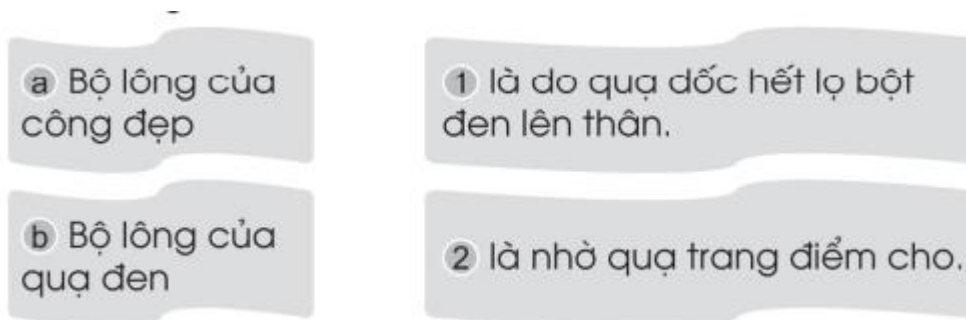 a Bộ lông của
công đẹp
1 là do quạ dốc hết lọ bột
đen lên thân.
b Bộ lông của
quạ đen
2 là nhờ quạ trang điểm cho.